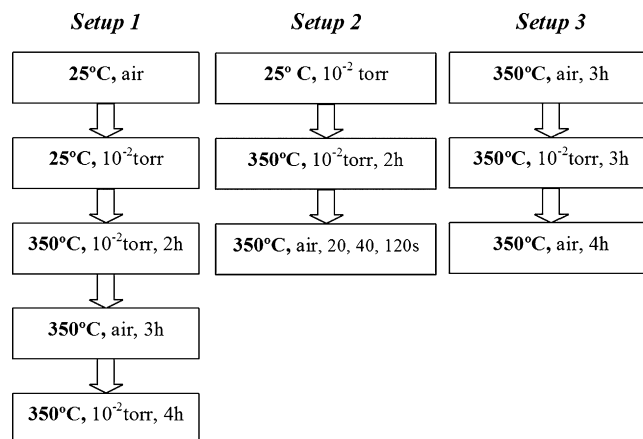 Setup 1
25ºC, air
25ºC, 10⁻²torr
350ºC, 10⁻²torr, 2h
350ºC, air, 3h
350ºC, 10⁻²torr, 4h
Setup 2
25º C, 10⁻² torr
350ºC, 10⁻²torr, 2h
350ºC, air, 20, 40, 120s
Setup 3
350ºC, air, 3h
350ºC, 10⁻²torr, 3h
350ºC, air, 4h